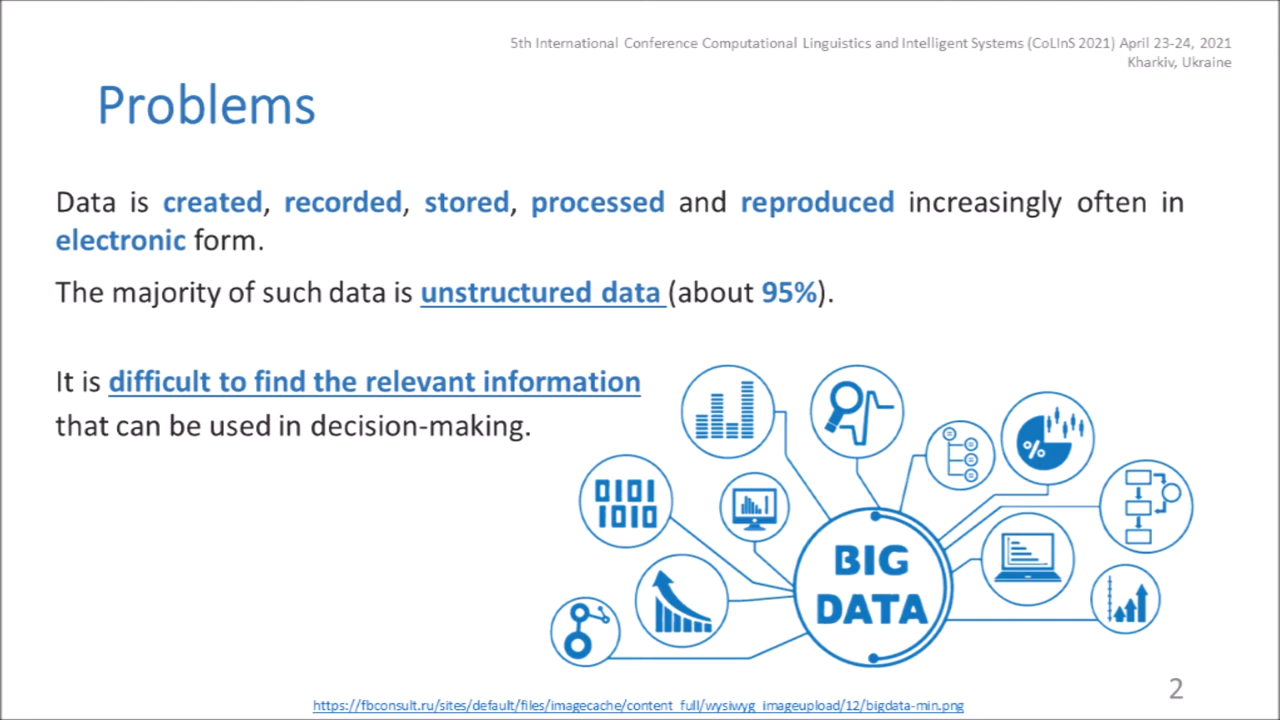 5th International Conference Computational Linguistics and Intelligent Systems (CoLInS 2021) April 23-24, 2021
Kharkiv, Ukraine
Problems
Data is created, recorded, stored, processed and reproduced increasingly often in
electronic form.
The majority of such data is unstructured data (about 95%).
It is difficult to find the relevant information
that can be used in decision-making.
%
0101
1010
BIG
DATA
2
https://fbconsult.ru/sites/default/files/imagecache/content_full/wysiwyg_imageupload/12/bigdata-min.png